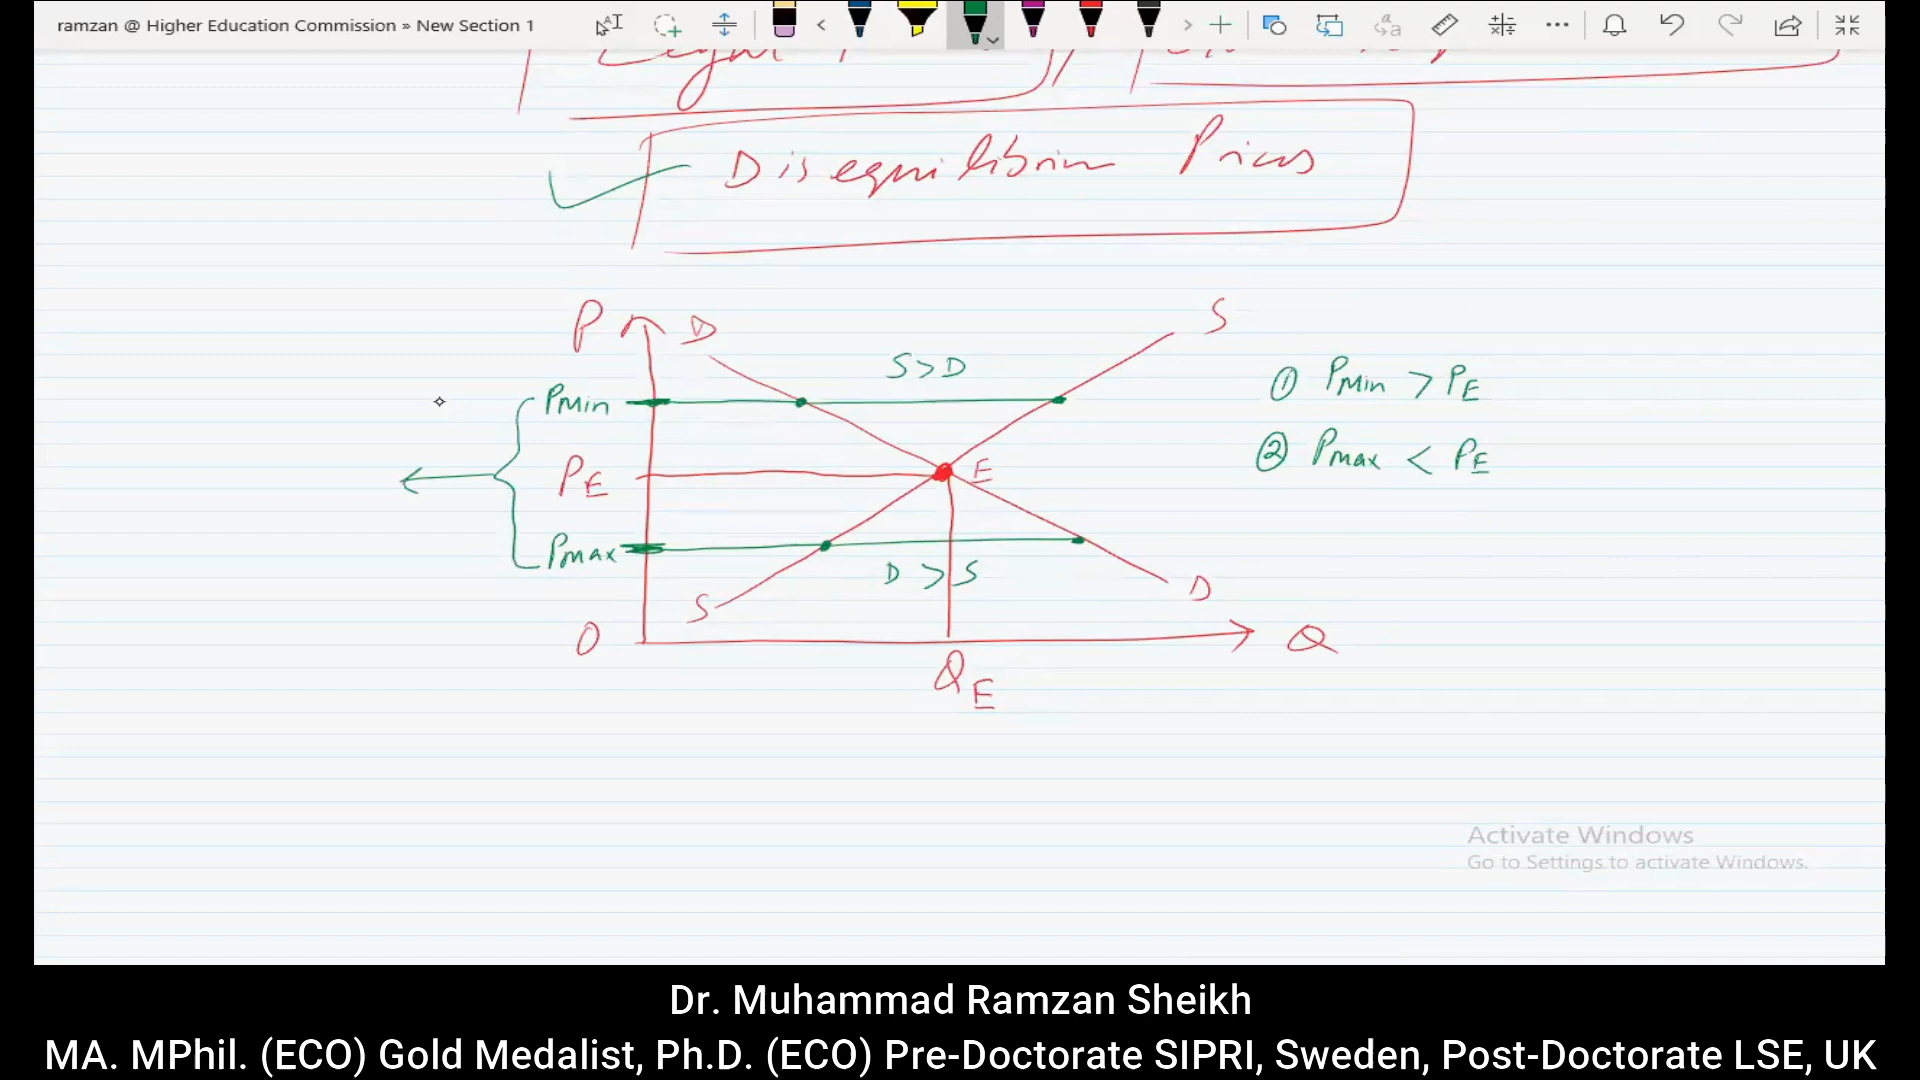 ramzan @ Higher Education Commission » New Section 1
Disequilibrium Prices
P
D
S
S > D
① PMin > PE
PMin
② Pmax < PE
PE
E
Pmax
D > S
S
D
O
Q
QE
Activate Windows
Go to Settings to activate Windows.
Dr. Muhammad Ramzan Sheikh
MA. MPhil. (ECO) Gold Medalist, Ph.D. (ECO) Pre-Doctorate SIPRI, Sweden, Post-Doctorate LSE, UK